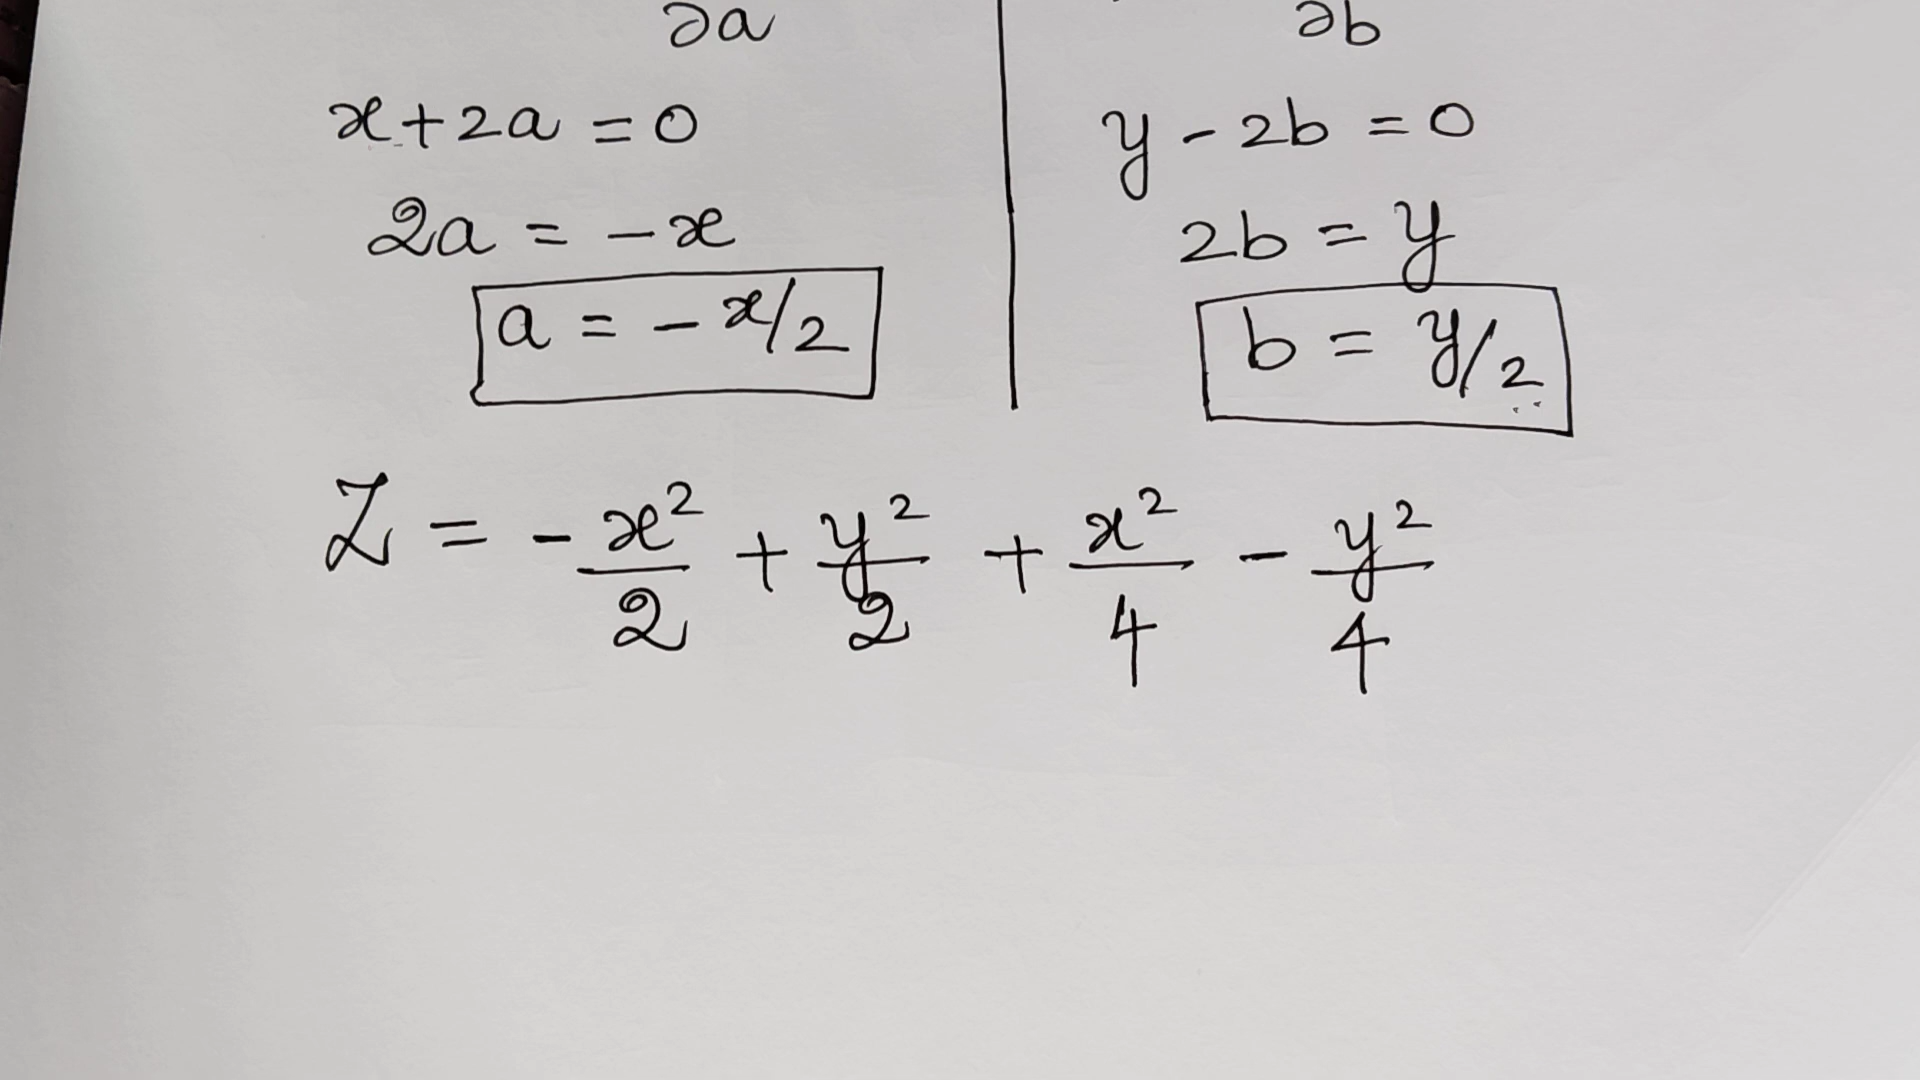 ∂a
x+2a = 0
2a = -x
a = -x/2
∂b
y - 2b = 0
2b = y
b = y/2
Z = - x²/2 + y²/2 + x²/4 - y²/4